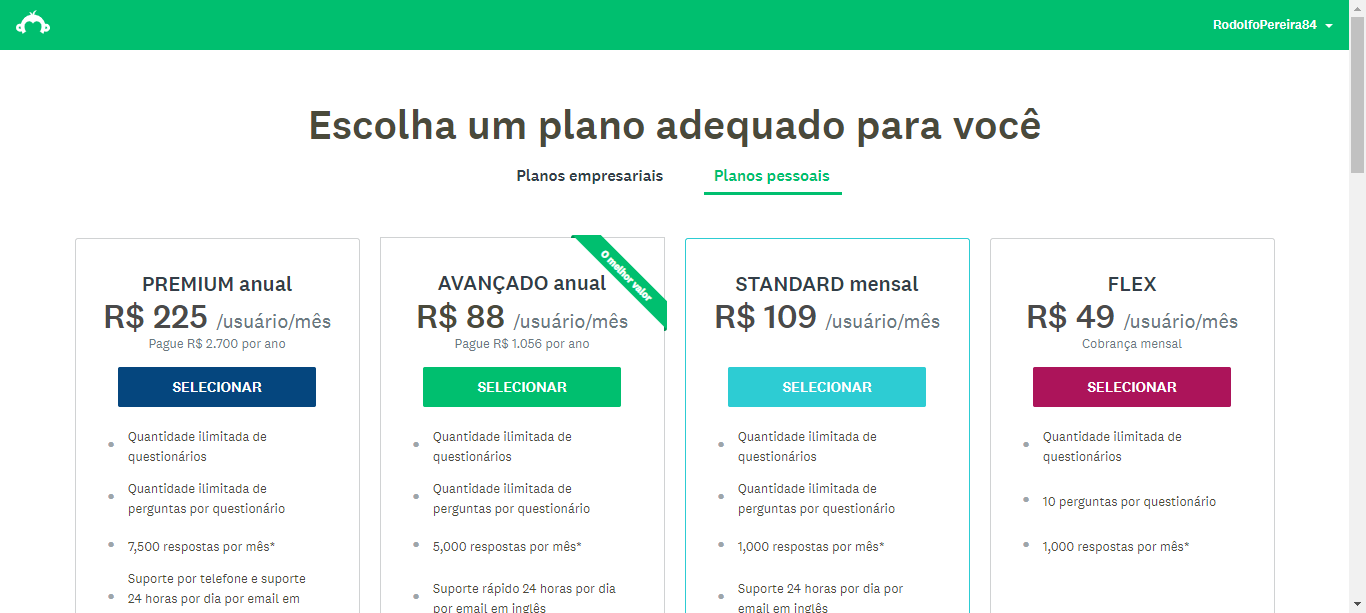 RodolfoPereira84
Escolha um plano adequado para você
Planos empresariais
Planos pessoais
PREMIUM anual
R$ 225 /usuário/mês
Pague R$ 2.700 por ano
SELECIONAR
Quantidade ilimitada de
questionários
Quantidade ilimitada de
perguntas por questionário
7,500 respostas por mês*
Suporte por telefone e suporte
24 horas por dia por email em
O melhor valor
AVANÇADO anual
R$ 88 /usuário/mês
Pague R$ 1.056 por ano
SELECIONAR
Quantidade ilimitada de
questionários
Quantidade ilimitada de
perguntas por questionário
5,000 respostas por mês*
Suporte rápido 24 horas por dia
por email em inglês
STANDARD mensal
R$ 109 /usuário/mês
SELECIONAR
Quantidade ilimitada de
questionários
Quantidade ilimitada de
perguntas por questionário
1,000 respostas por mês*
Suporte 24 horas por dia por
email em inglês
FLEX
R$ 49 /usuário/mês
Cobrança mensal
SELECIONAR
Quantidade ilimitada de
questionários
10 perguntas por questionário
1,000 respostas por mês*